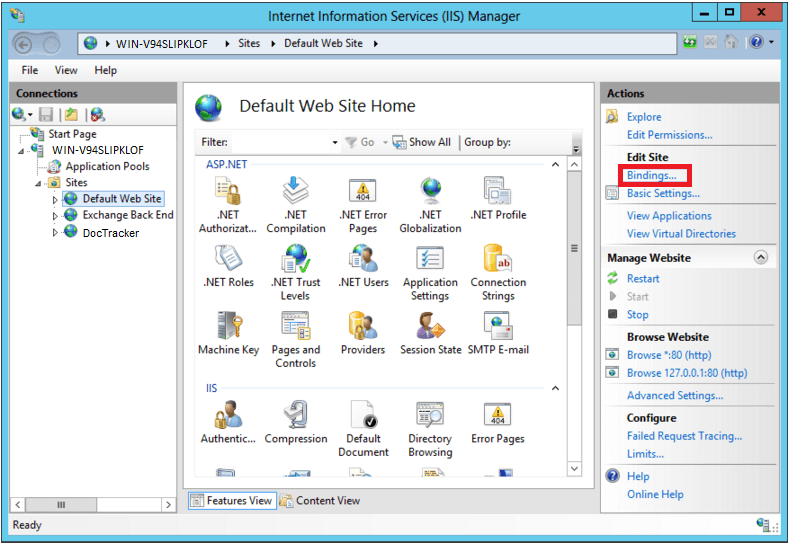 Internet Information Services (IIS) Manager
WIN-V94SLIPKLOF Sites Default Web Site
File View Help
Connections
Start Page
WIN-V94SLIPKLOF
Application Pools
Sites
Default Web Site
Exchange Back End
DocTracker
Default Web Site Home
Filter: Go Show All Group by:
ASP.NET
.NET Authorizat...
.NET Compilation
404
.NET Error Pages
.NET Globalization
.NET Profile
.NET Roles
.NET Trust Levels
.NET Users
Application Settings
ab
Connection Strings
Machine Key
Pages and Controls
Providers
Session State
SMTP E-mail
IIS
Authentic...
Compression
Default Document
Directory Browsing
404
Error Pages
Features View Content View
Actions
Explore
Edit Permissions...
Edit Site
Bindings...
Basic Settings...
View Applications
View Virtual Directories
Manage Website
Restart
Start
Stop
Browse Website
Browse *:80 (http)
Browse 127.0.0.1:80 (http)
Advanced Settings...
Configure
Failed Request Tracing...
Limits...
Help
Online Help
Ready